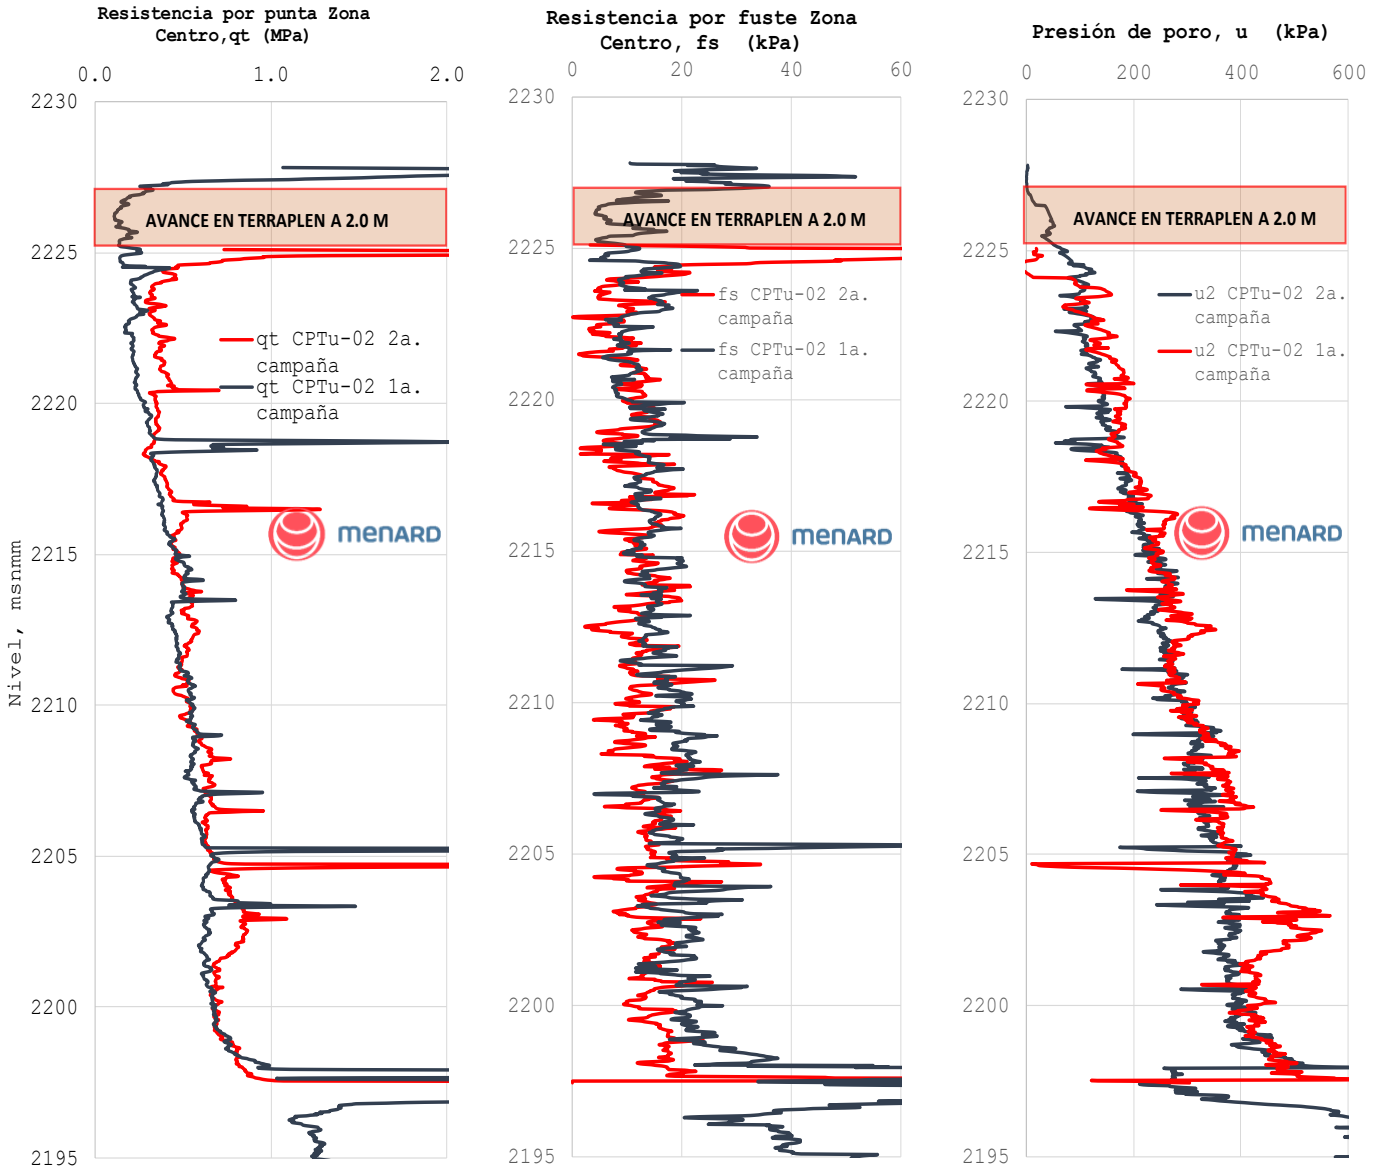 Resistencia por punta Zona
Centro,qt (MPa)
0.0 1.0 2.0
2230
2225
2220
2215
2210
2205
2200
2195
Nivel, msnmm
AVANCE EN TERRAPLEN A 2.0 M
qt CPTu-02 2a.
campaña
qt CPTu-02 1a.
campaña
menARD
Resistencia por fuste Zona
Centro, fs (kPa)
0 20 40 60
2230
2225
2220
2215
2210
2205
2200
2195
AVANCE EN TERRAPLEN A 2.0 M
fs CPTu-02 2a.
campaña
fs CPTu-02 1a.
campaña
menARD
Presión de poro, u (kPa)
0 200 400 600
2230
2225
2220
2215
2210
2205
2200
2195
AVANCE EN TERRAPLEN A 2.0 M
u2 CPTu-02 2a.
campaña
u2 CPTu-02 1a.
campaña
menARD